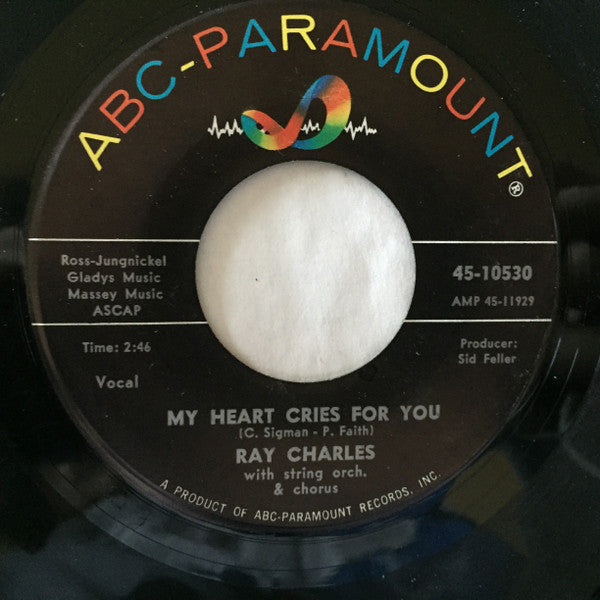 ABC-PARAMOUNT®
Ross-Jungnickel
Gladys Music
Massey Music
ASCAP
45-10530
AMP 45-11929
Time: 2:46
Vocal
Producer:
Sid Feller
MY HEART CRIES FOR YOU
(C. Sigman - P. Faith)
RAY CHARLES
with string orch.
& chorus
A PRODUCT OF ABC-PARAMOUNT RECORDS, INC.